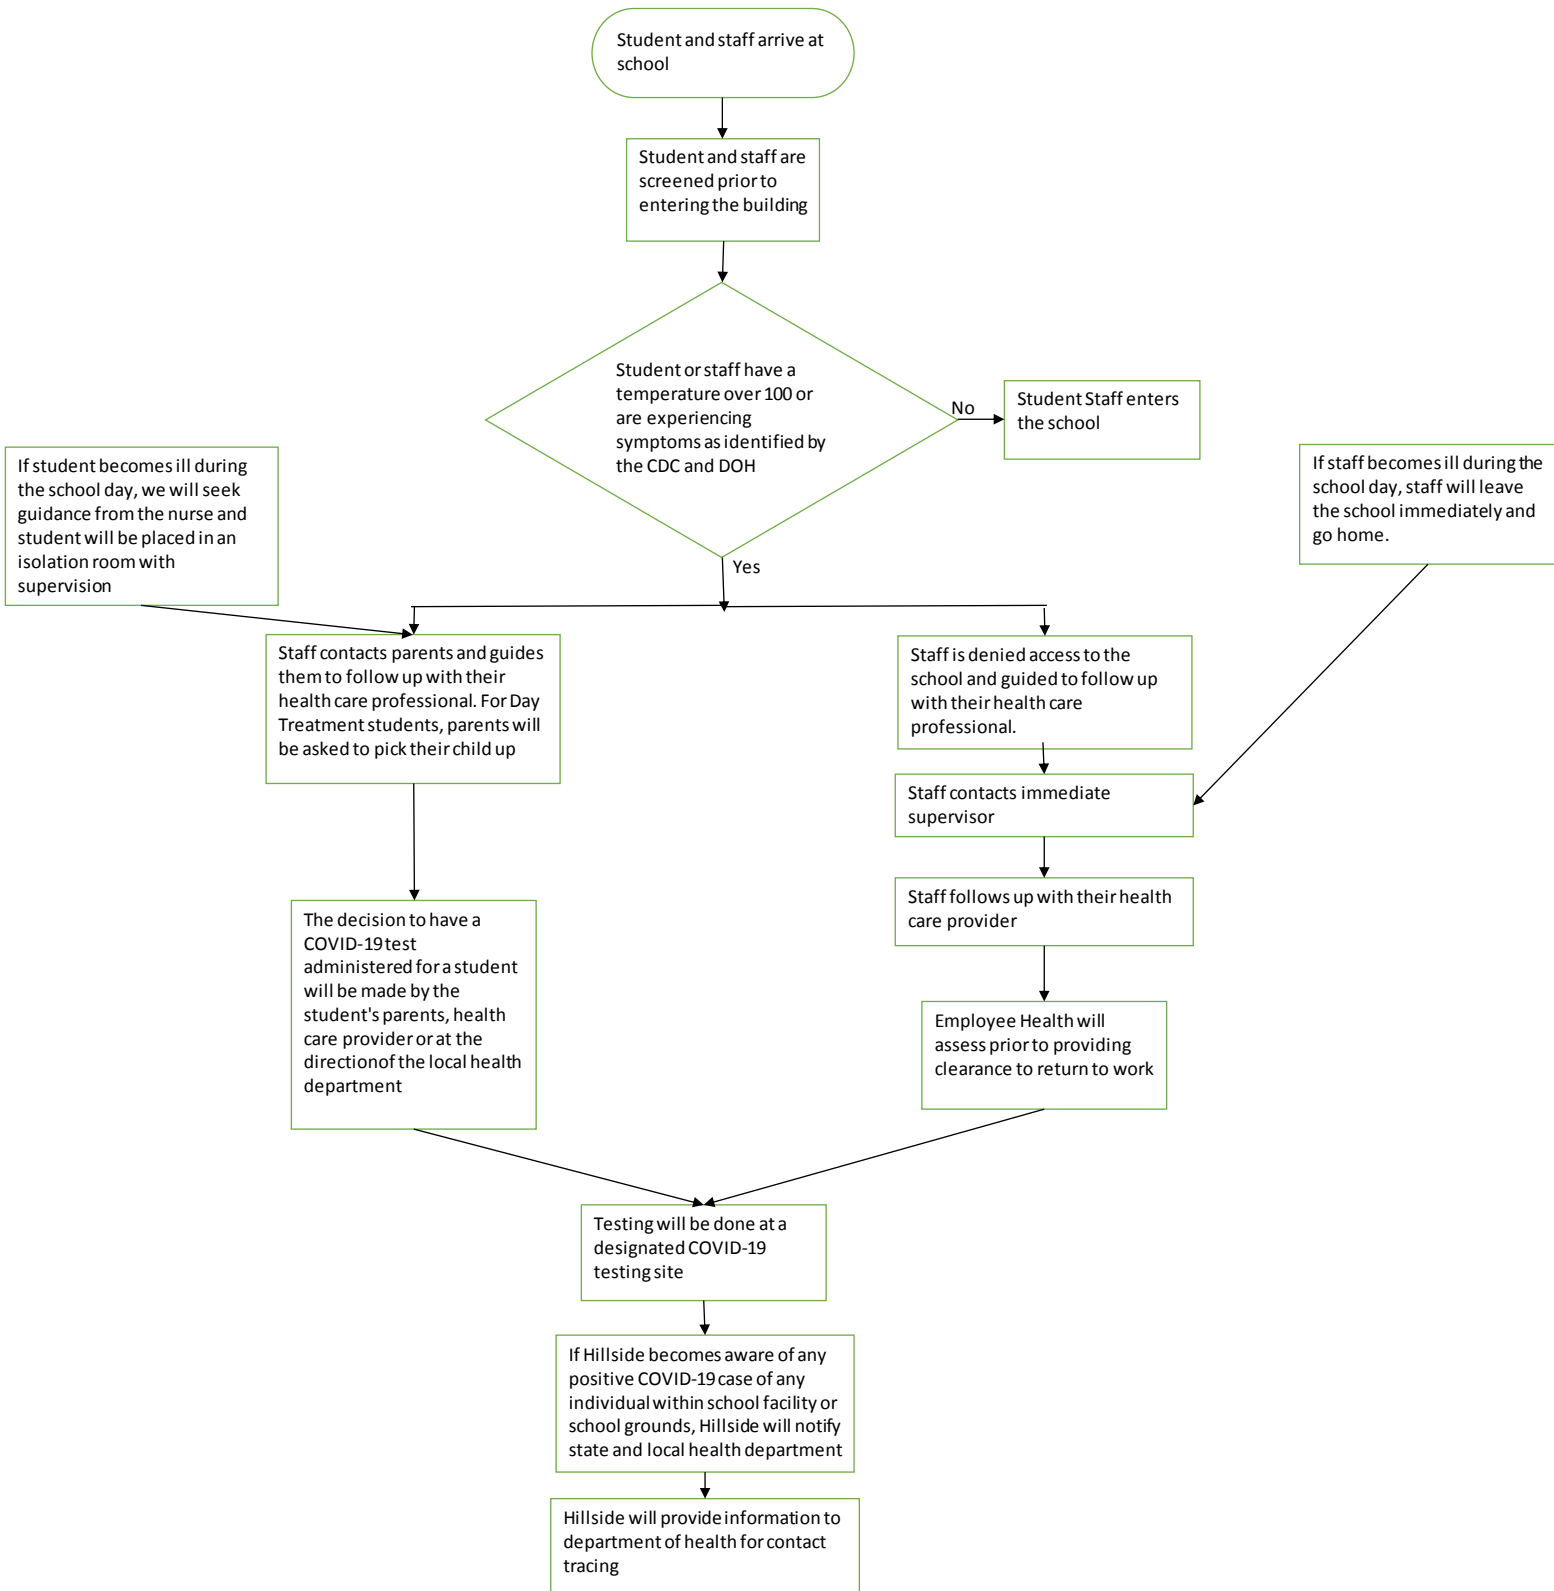 Student and staff arrive at
school
Student and staff are
screened prior to
entering the building
Student or staff have a
temperature over 100 or
are experiencing
symptoms as identified by
the CDC and DOH
No
Student Staff enters
the school
If student becomes ill during
the school day, we will seek
guidance from the nurse and
student will be placed in an
isolation room with
supervision
If staff becomes ill during the
school day, staff will leave
the school immediately and
go home.
Yes
Staff contacts parents and guides
them to follow up with their
health care professional. For Day
Treatment students, parents will
be asked to pick their child up
Staff is denied access to the
school and guided to follow up
with their health care
professional.
Staff contacts immediate
supervisor
Staff follows up with their health
care provider
The decision to have a
COVID-19 test
administered for a student
will be made by the
student's parents, health
care provider or at the
directionof the local health
department
Employee Health will
assess prior to providing
clearance to return to work
Testing will be done at a
designated COVID-19
testing site
If Hillside becomes aware of any
positive COVID-19 case of any
individual within school facility or
school grounds, Hillside will notify
state and local health department
Hillside will provide information to
department of health for contact
tracing